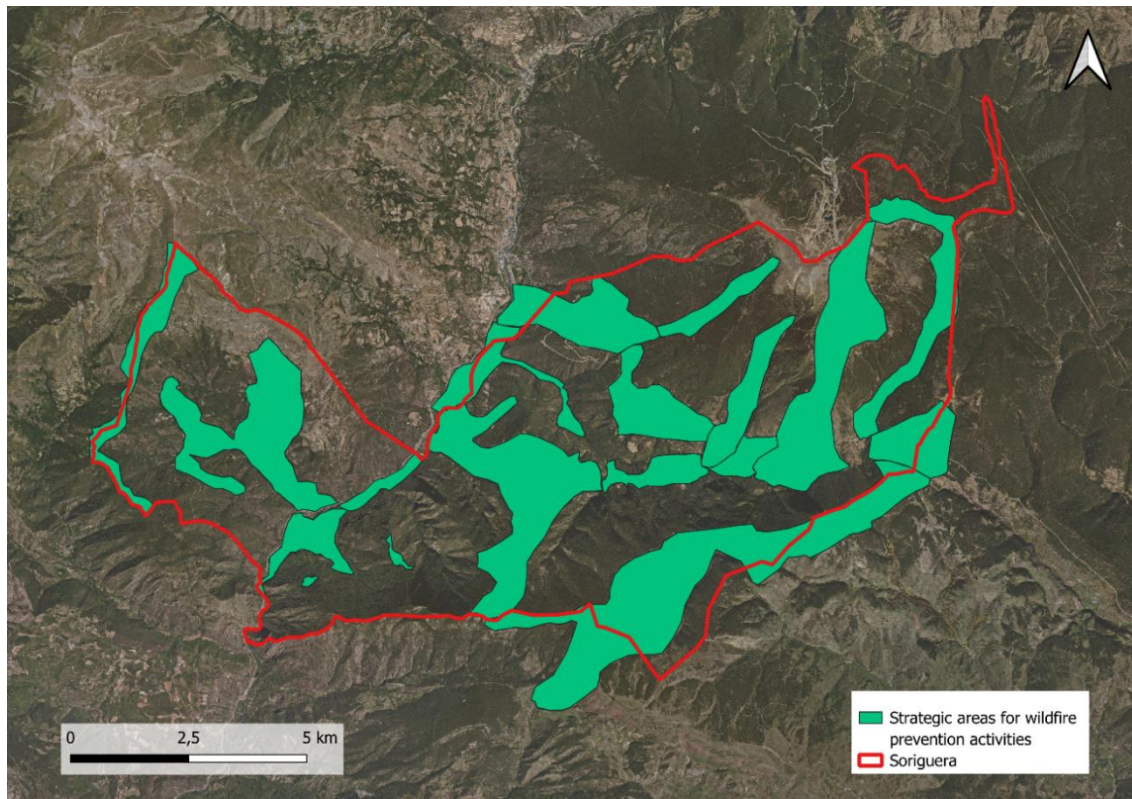 0 2,5 5 km
Strategic areas for wildfire
prevention activities
Soriguera